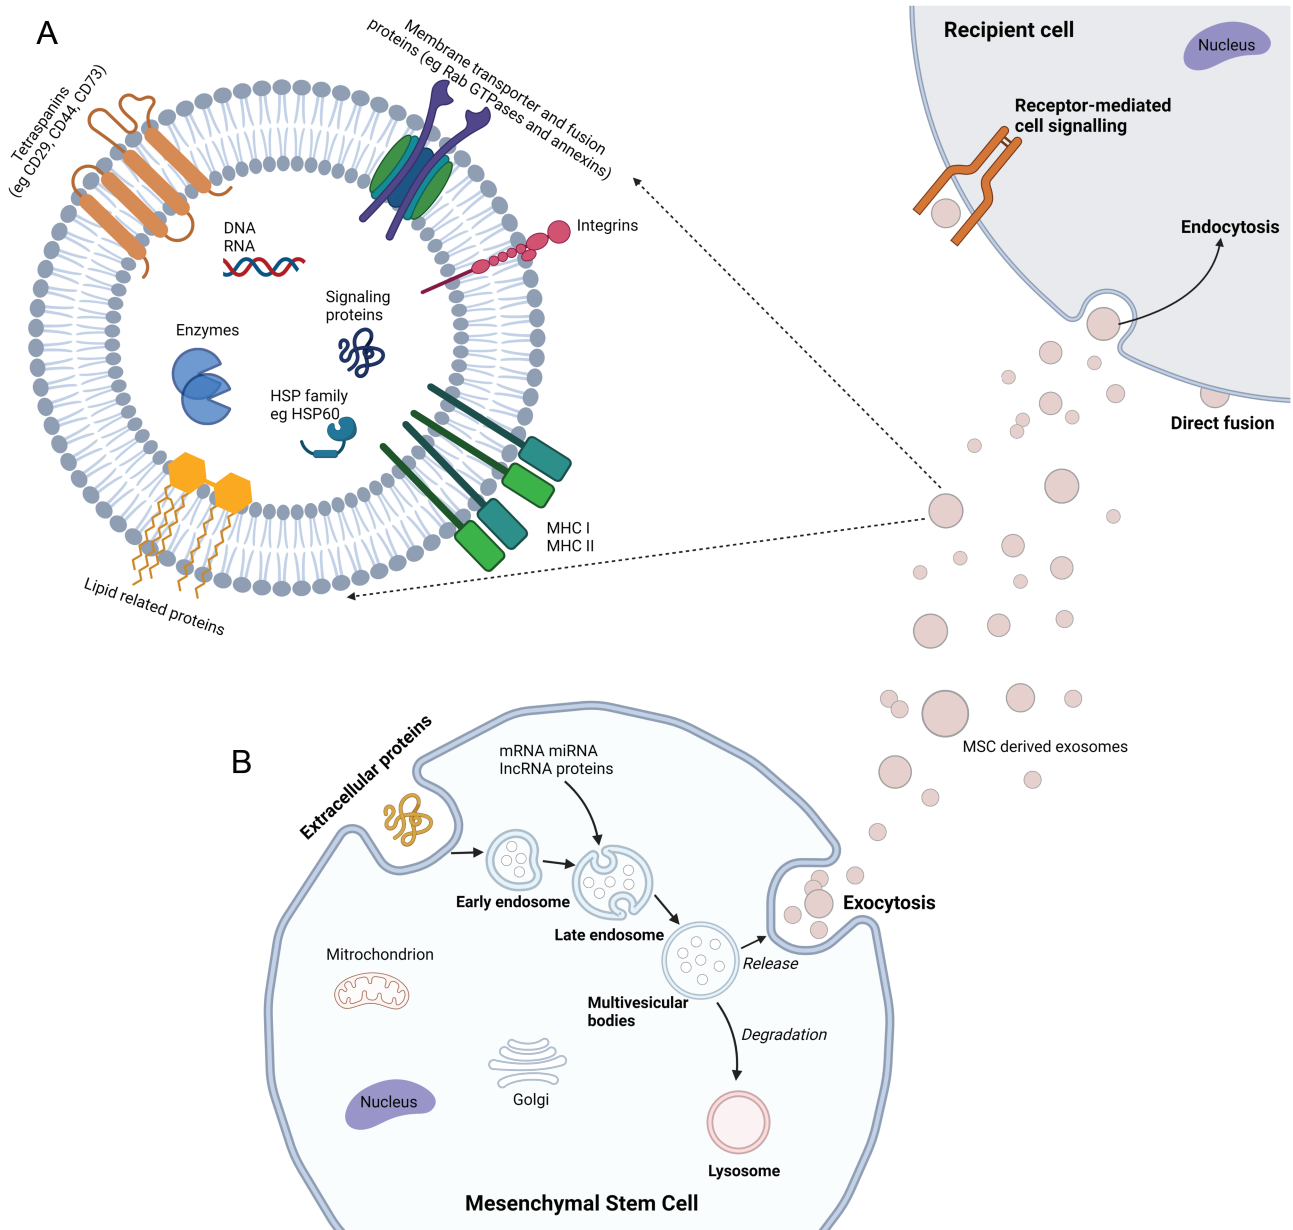 A
Tetraspanins
(eg CD29, CD44, CD73)
Membrane transporter and fusion
proteins (eg Rab GTPases and annexins)
Integrins
DNA
RNA
Signaling
proteins
Enzymes
HSP family
eg HSP60
MHC I
MHC II
Lipid related proteins
Recipient cell
Nucleus
Receptor-mediated
cell signalling
Endocytosis
Direct fusion
MSC derived exosomes
B
Extracellular proteins
mRNA miRNA
lncRNA proteins
Early endosome
Late endosome
Exocytosis
Release
Multivesicular
bodies
Degradation
Mitrochondrion
Golgi
Nucleus
Lysosome
Mesenchymal Stem Cell